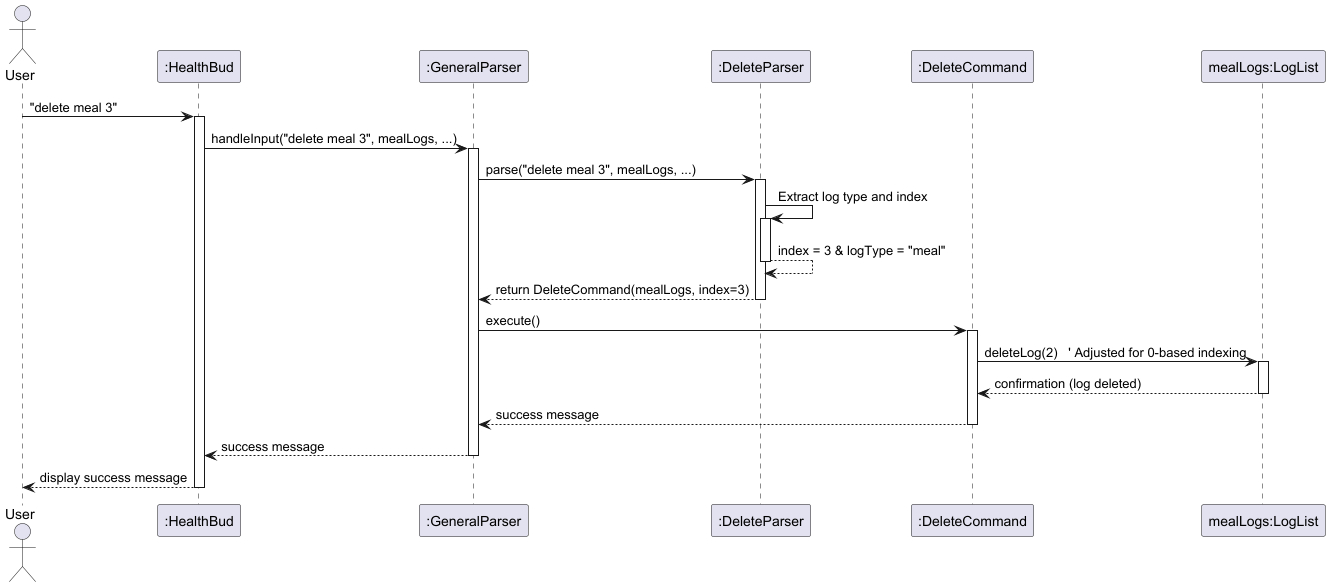 User
:HealthBud
:GeneralParser
:DeleteParser
:DeleteCommand
mealLogs:LogList
"delete meal 3"
handleInput("delete meal 3", mealLogs, ...)
parse("delete meal 3", mealLogs, ...)
Extract log type and index
index = 3 & logType = "meal"
return DeleteCommand(mealLogs, index=3)
execute()
deleteLog(2)   ' Adjusted for 0-based indexing
confirmation (log deleted)
success message
success message
display success message
User
:HealthBud
:GeneralParser
:DeleteParser
:DeleteCommand
mealLogs:LogList